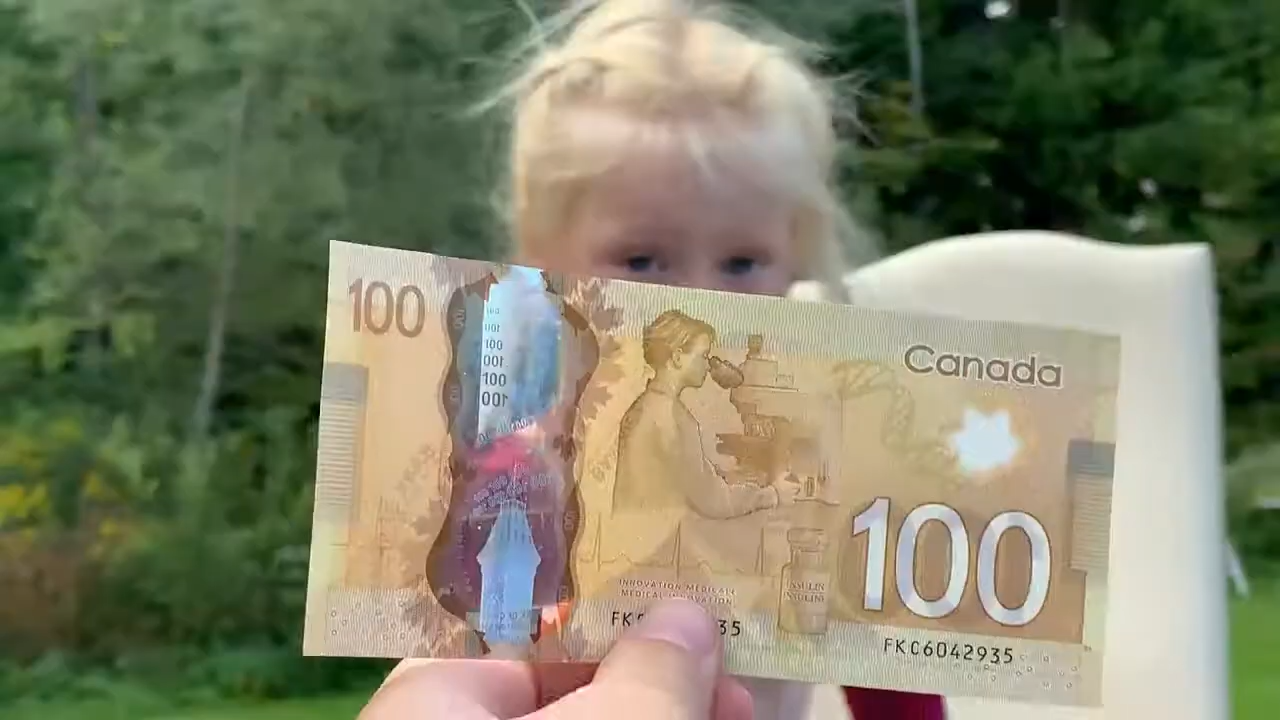 100
100
100
100
100
Canada
100
INNOVATION MÉDICALE
MEDICAL INNOVATION
INSULIN
INSULINE
FKC6042935